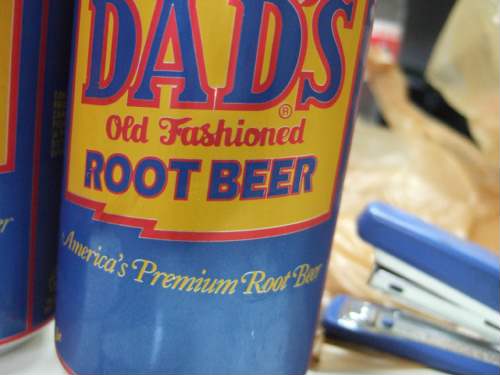 DAD'S
®
Old Fashioned
ROOT BEER
America's Premium Root Beer